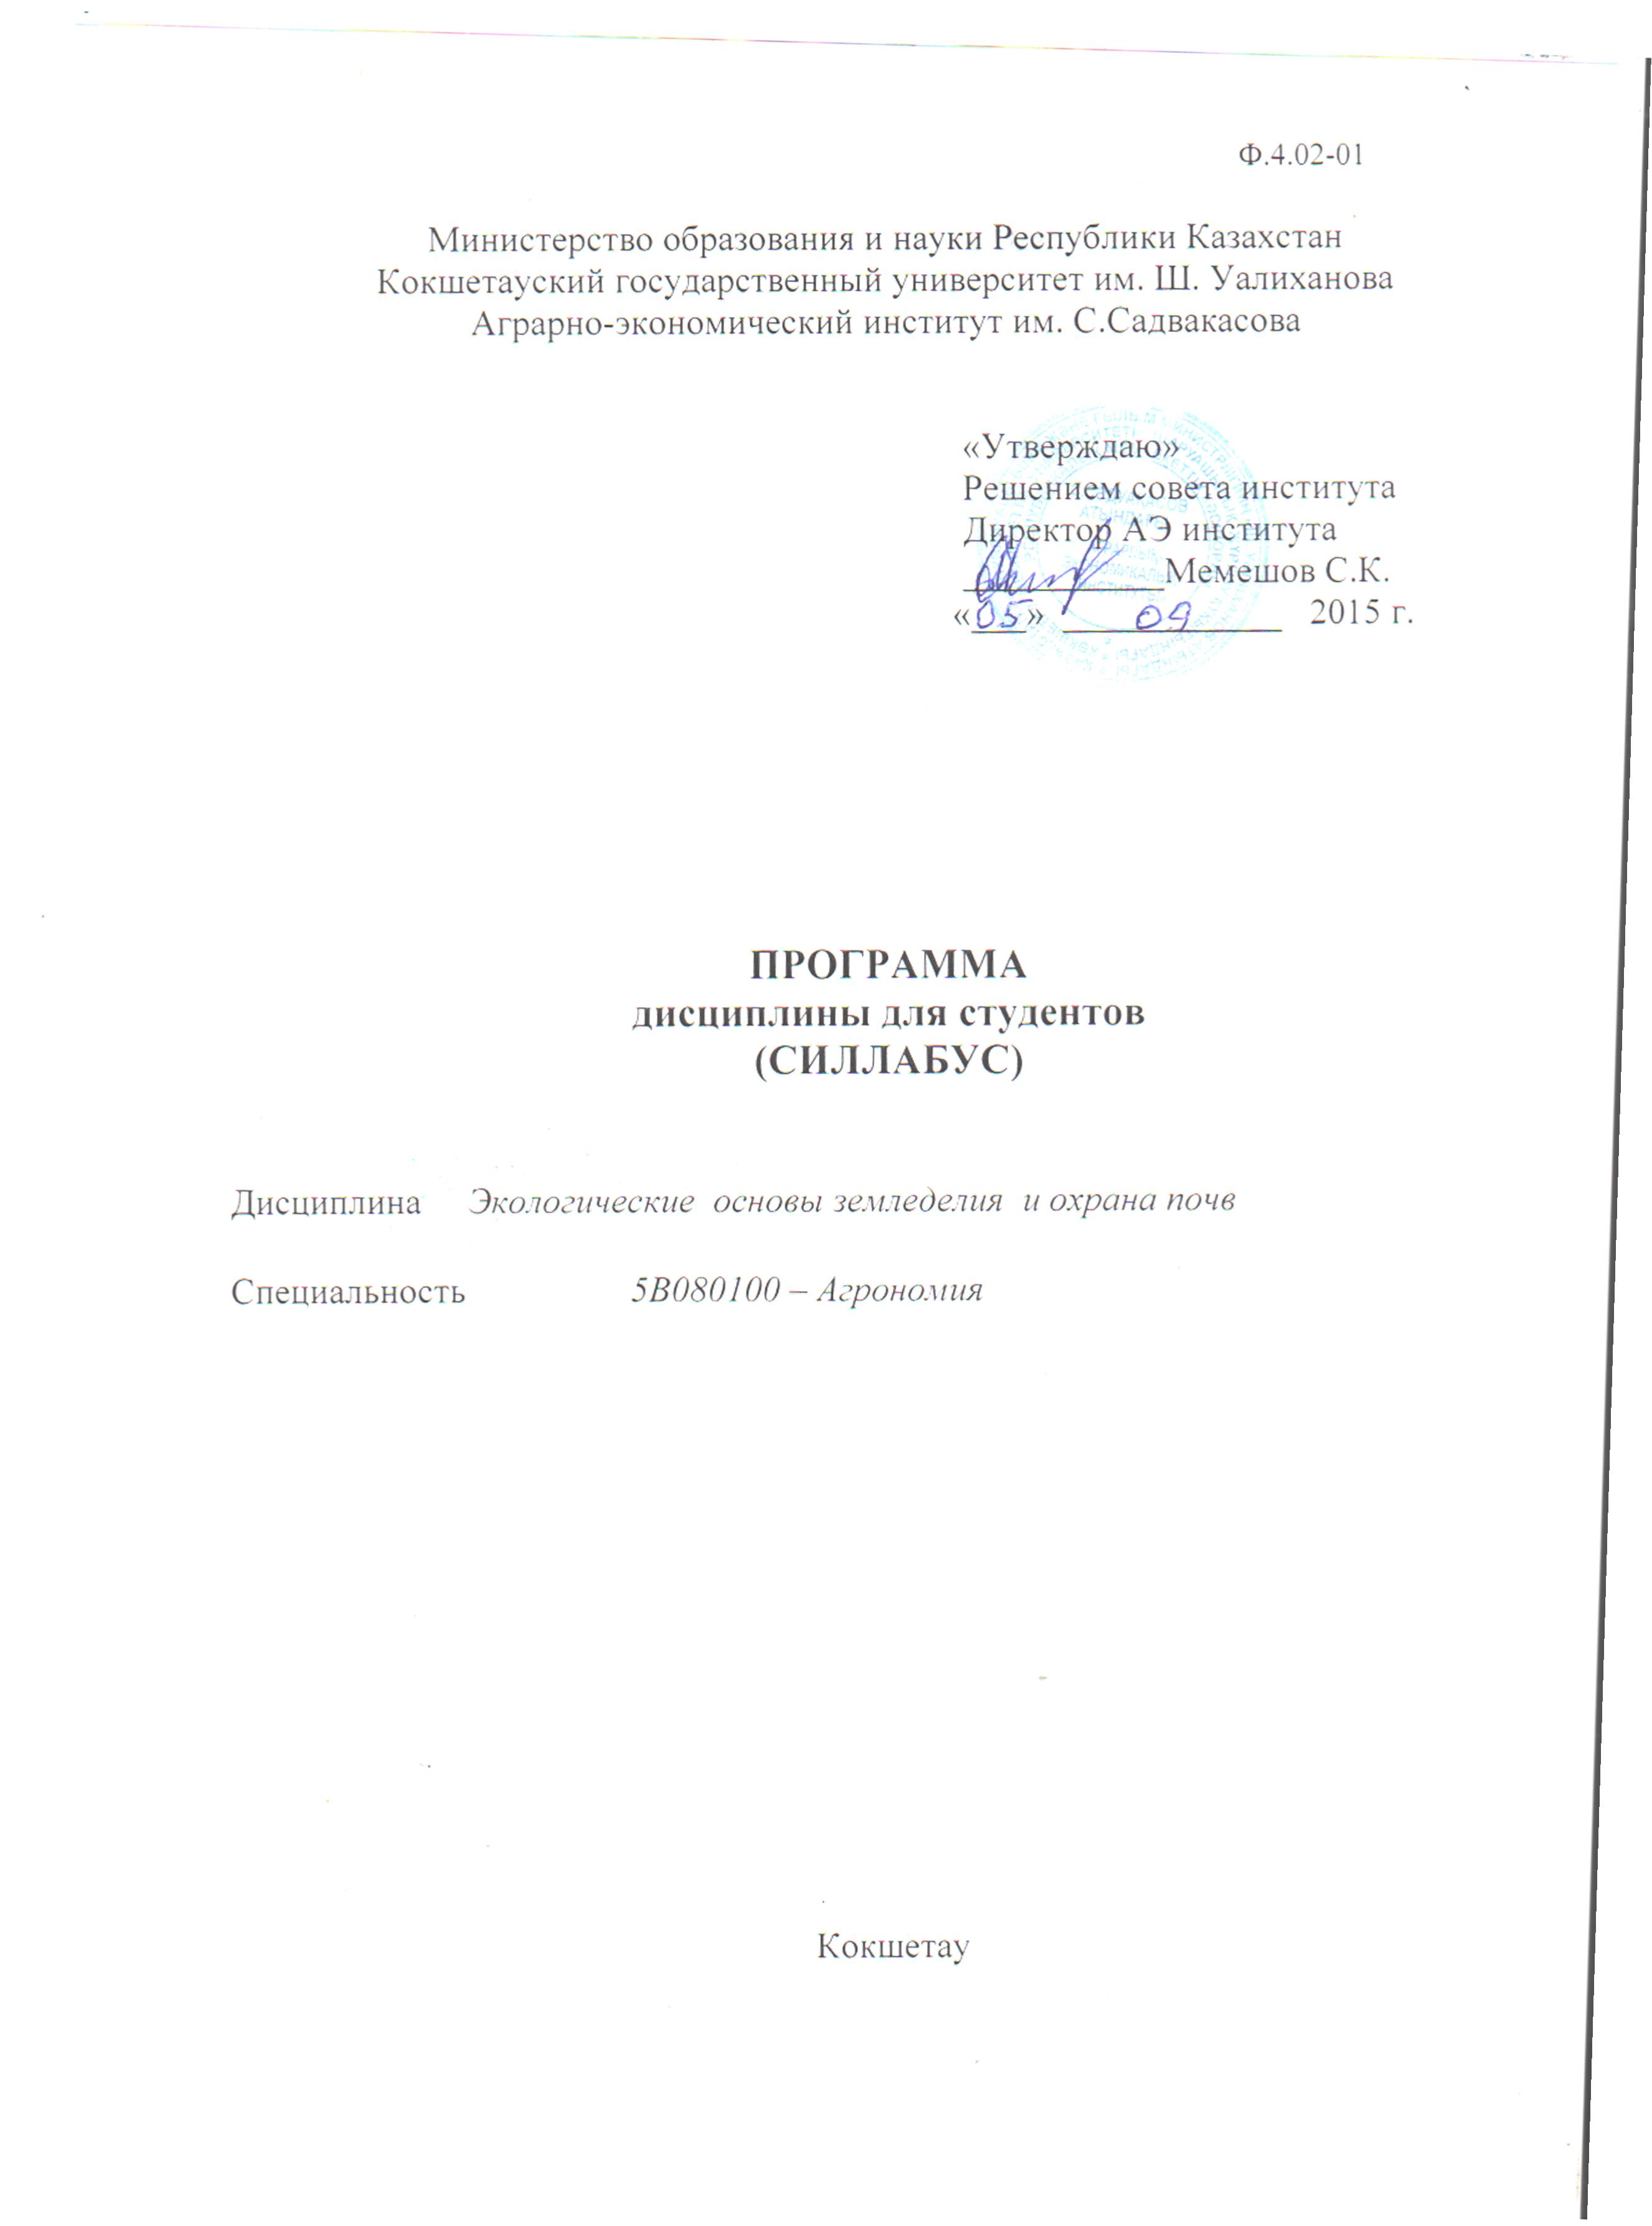 Ф.4.02-01
Министерство образования и науки Республики Казахстан
Кокшетауский государственный университет им. Ш. Уалиханова
Аграрно-экономический институт им. С.Садвакасова
«Утверждаю»
Решением совета института
Директор АЭ института
Мемешов С.К.
«05» 09 2015 г.
ПРОГРАММА
дисциплины для студентов
(СИЛЛАБУС)
Дисциплина Экологические основы земледелия и охрана почв
Специальность 5В080100 – Агрономия
Кокшетау